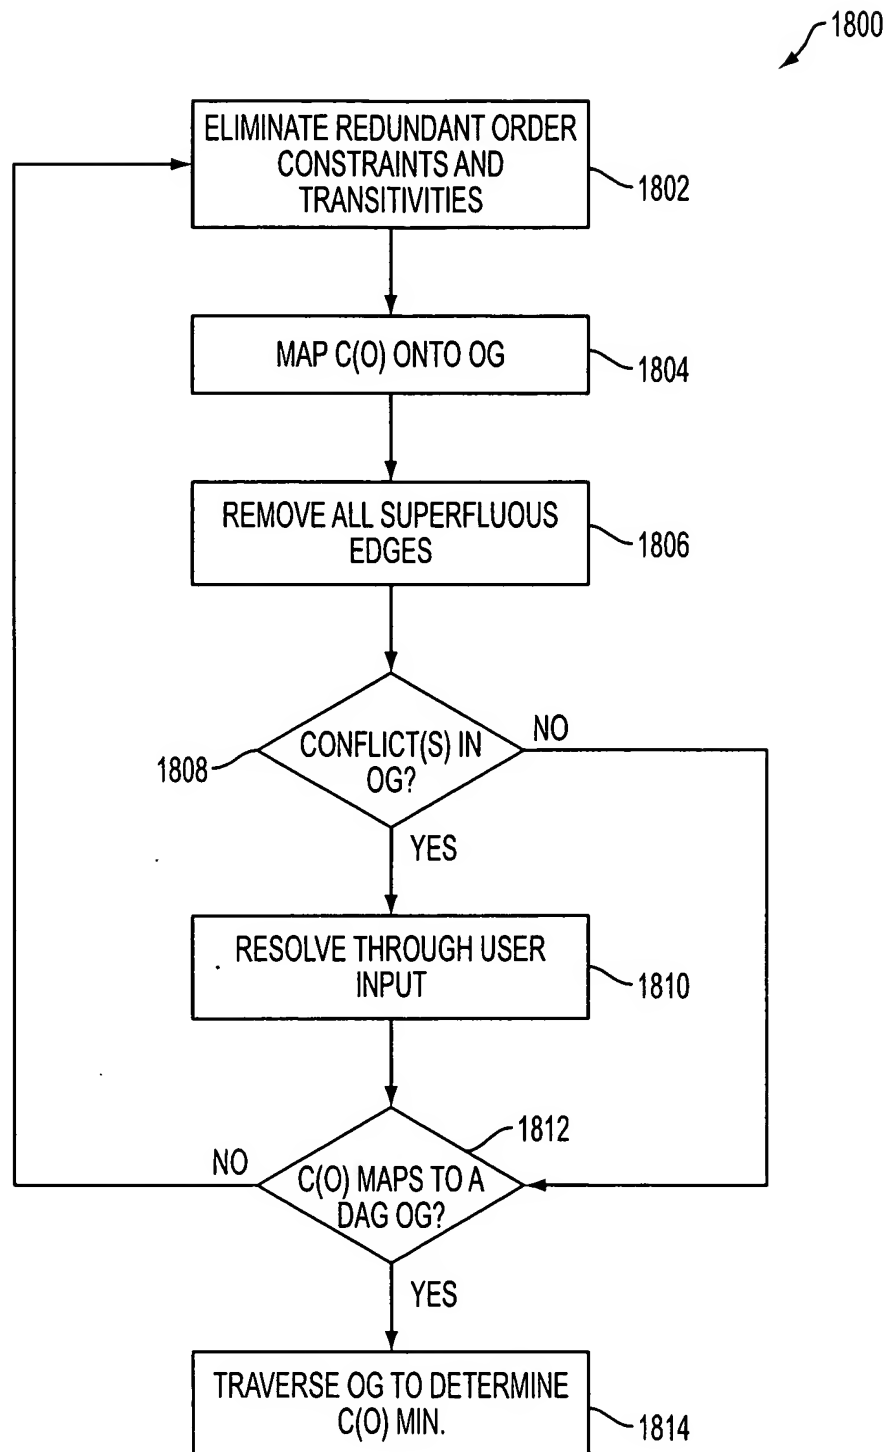 1800
ELIMINATE REDUNDANT ORDER
CONSTRAINTS AND
TRANSITIVITIES
1802
MAP C(O) ONTO OG
1804
REMOVE ALL SUPERFLUOUS
EDGES
1806
CONFLICT(S) IN
OG?
1808
NO
YES
RESOLVE THROUGH USER
INPUT
1810
1812
NO
C(O) MAPS TO A
DAG OG?
YES
TRAVERSE OG TO DETERMINE
C(O) MIN.
1814